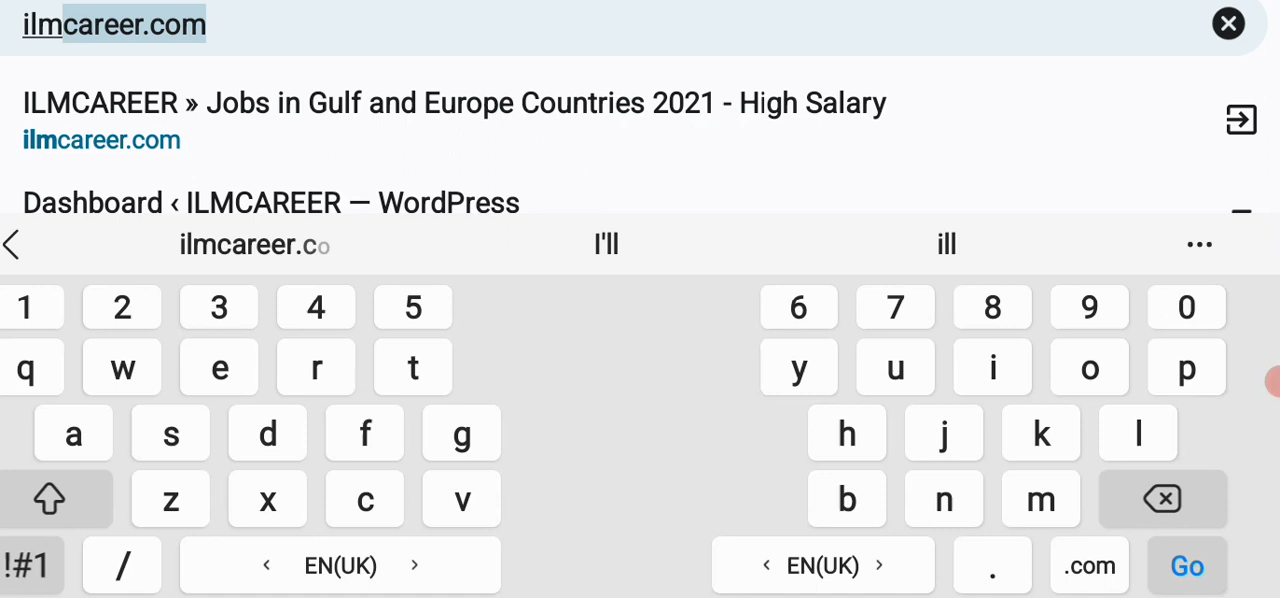 ilmcareer.com
ILMCAREER » Jobs in Gulf and Europe Countries 2021 - High Salary
ilmcareer.com
Dashboard ‹ ILMCAREER — WordPress
ilmcareer.co I'll ill ...
1 2 3 4 5 6 7 8 9 0
q w e r t y u i o p
a s d f g h j k l
z x c v b n m
!#1 / < EN(UK) > < EN(UK) > . .com Go